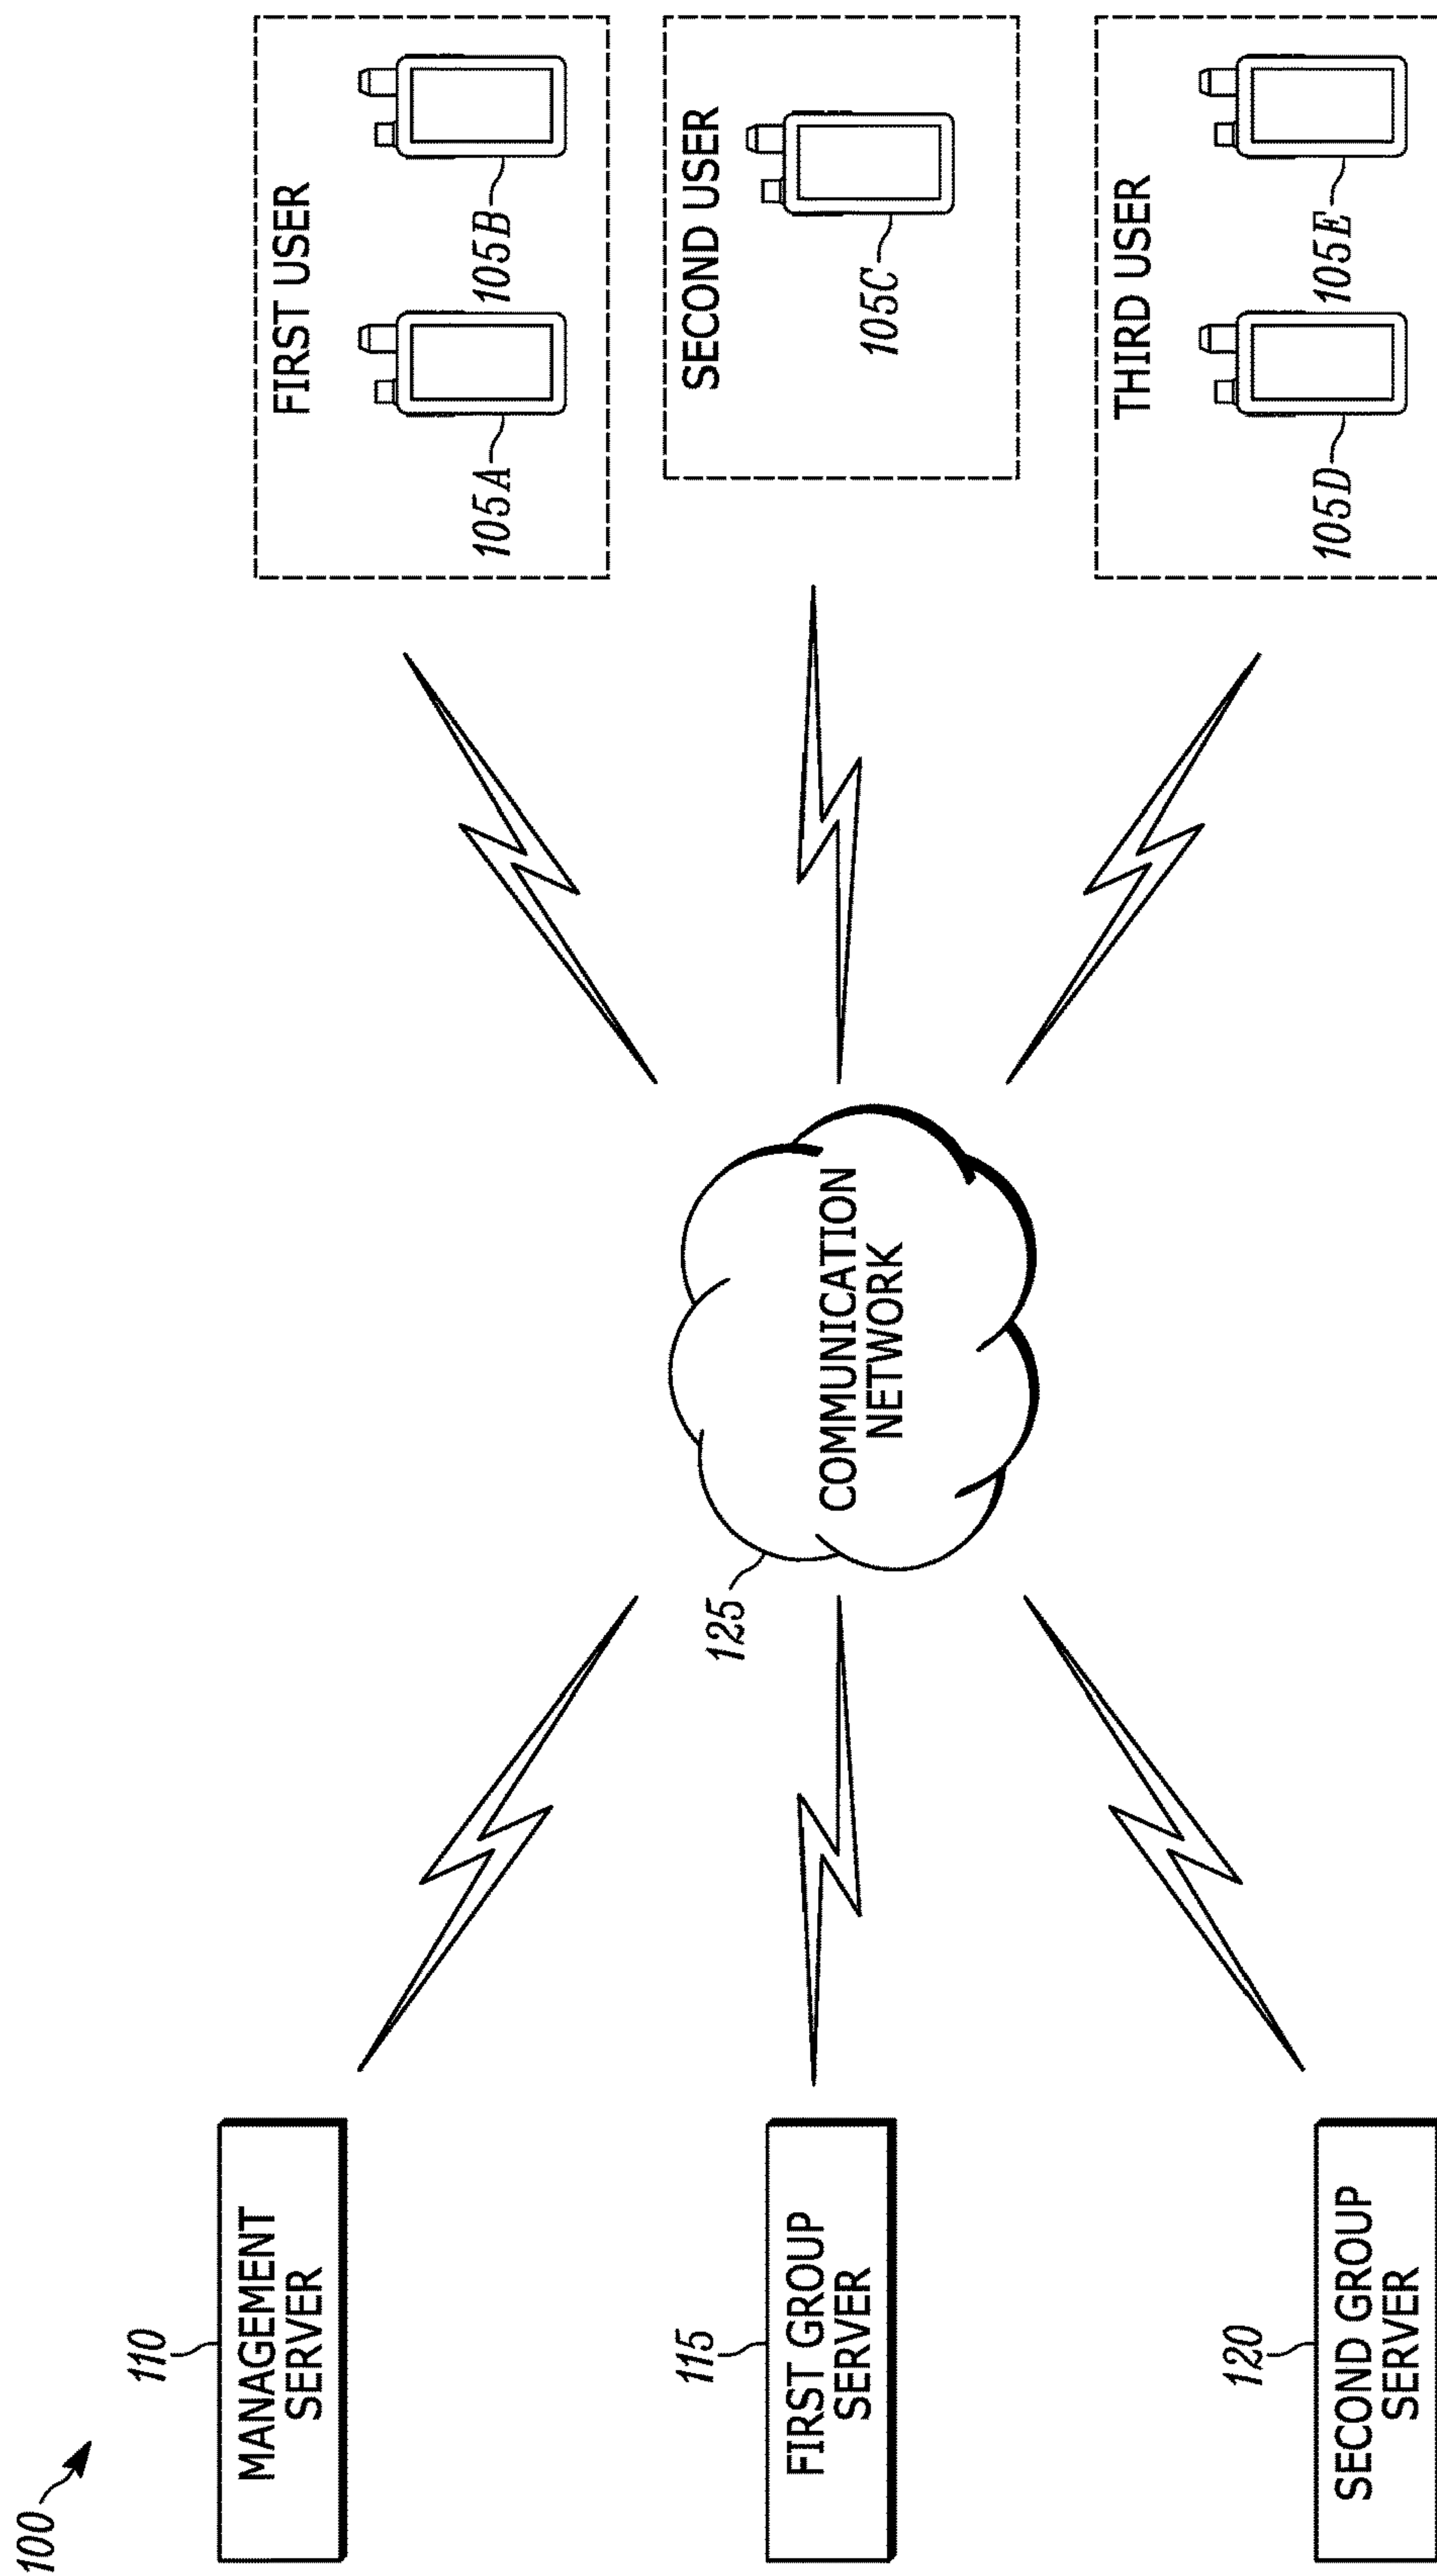 100
110
MANAGEMENT
SERVER
115
FIRST GROUP
SERVER
120
SECOND GROUP
SERVER
125
COMMUNICATION
NETWORK
FIRST USER
105A
105B
SECOND USER
105C
THIRD USER
105D
105E